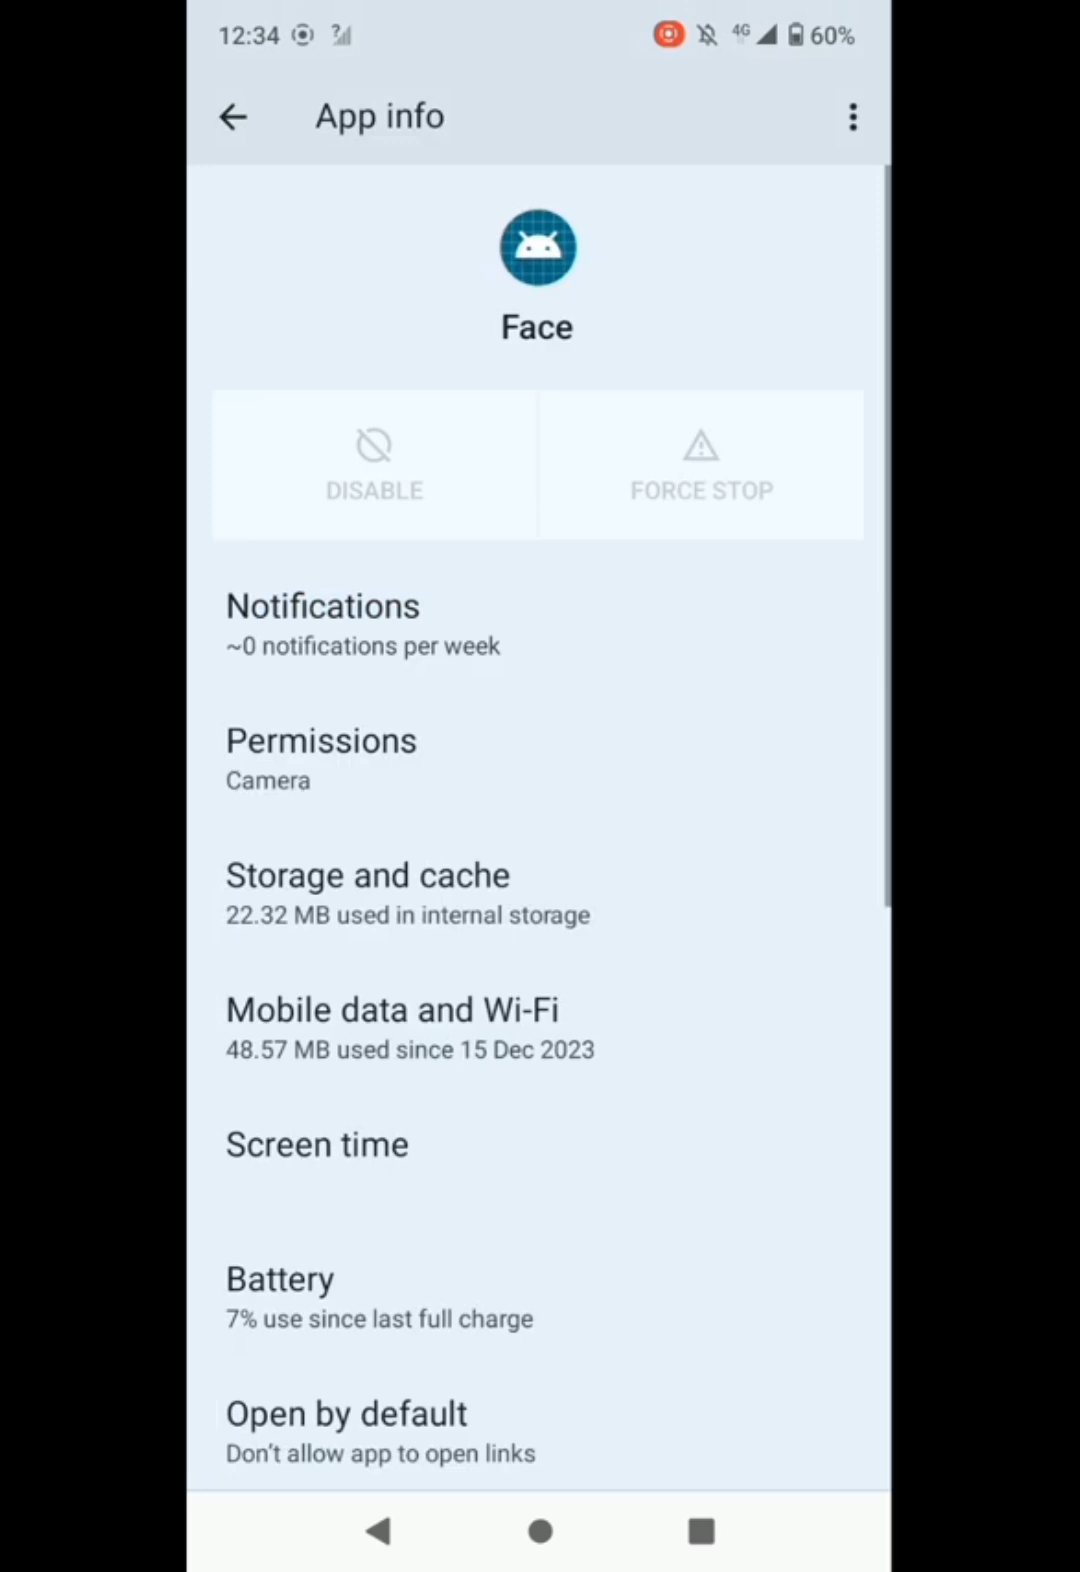 12:34
4G
60%
App info
Face
DISABLE
FORCE STOP
Notifications
~0 notifications per week
Permissions
Camera
Storage and cache
22.32 MB used in internal storage
Mobile data and Wi-Fi
48.57 MB used since 15 Dec 2023
Screen time
Battery
7% use since last full charge
Open by default
Don't allow app to open links